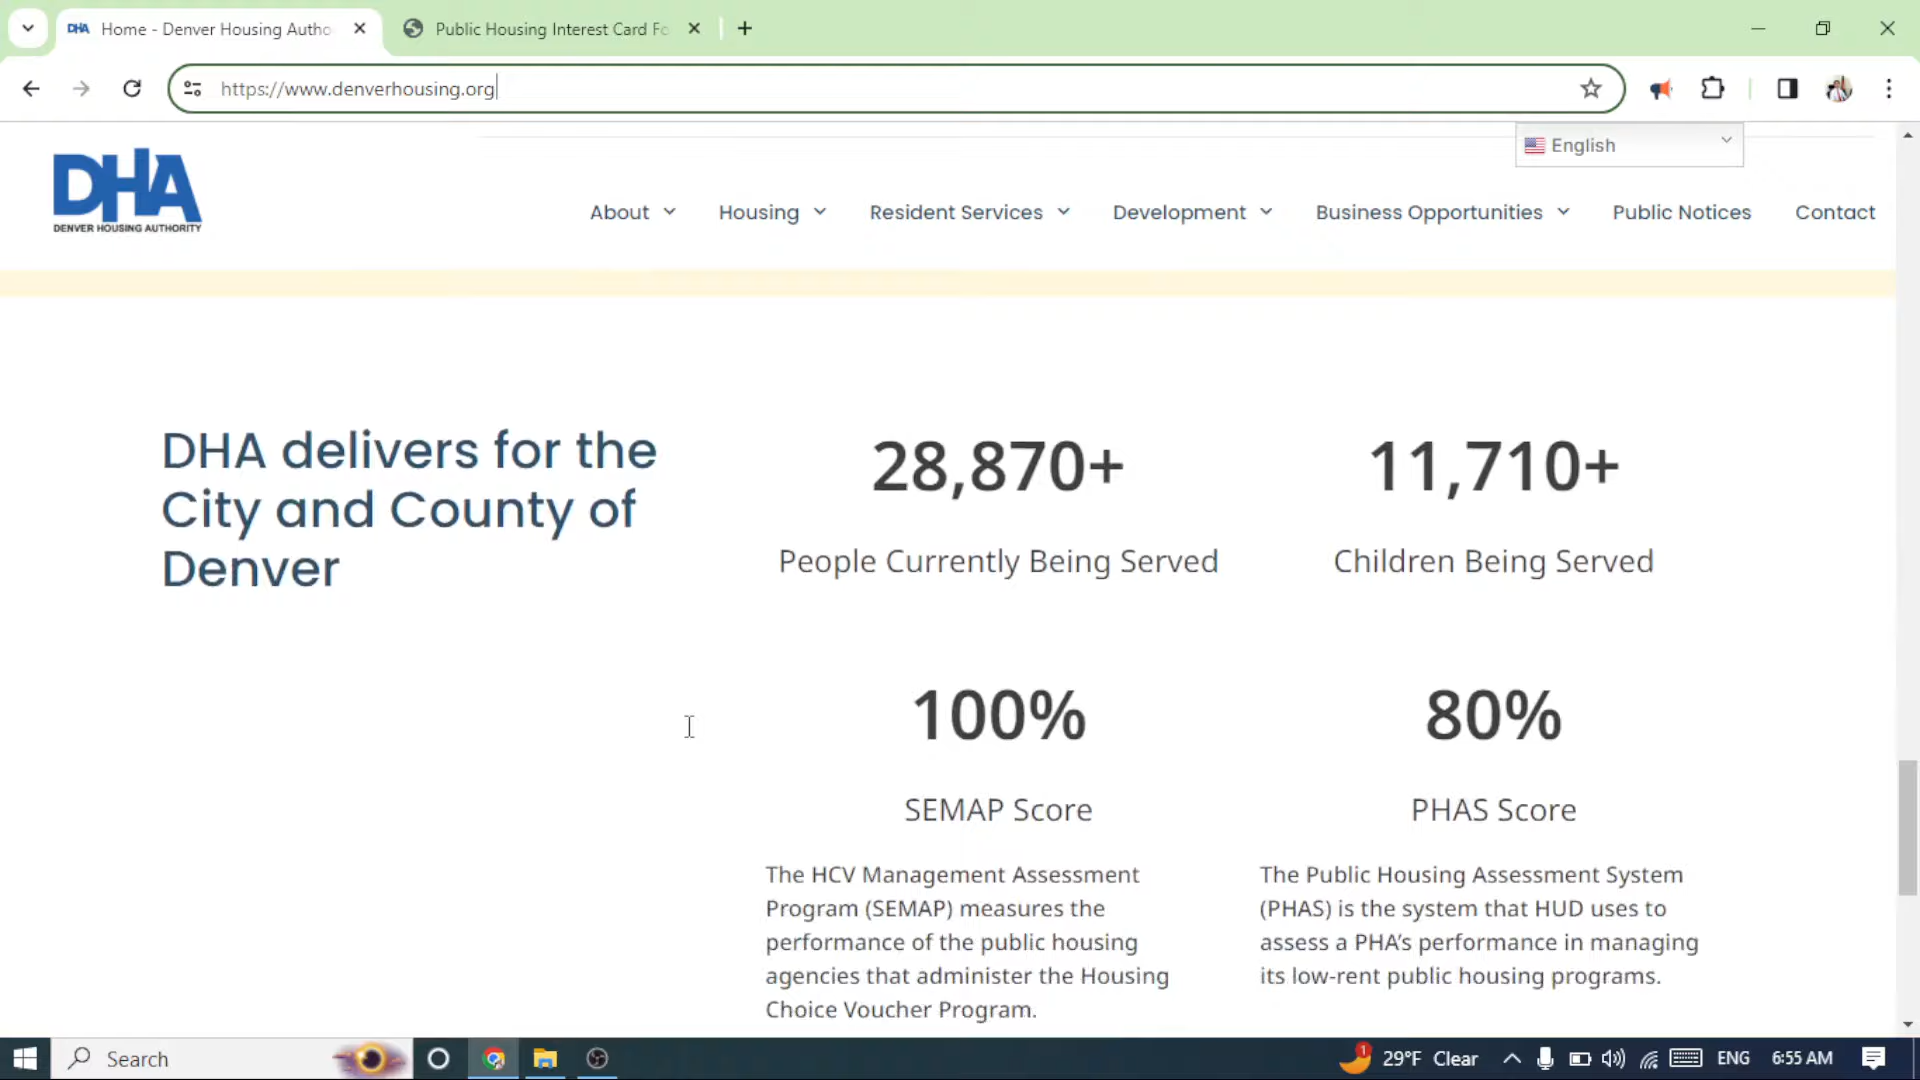 Home - Denver Housing Autho
Public Housing Interest Card Fo
https://www.denverhousing.org
English
DHA
DENVER HOUSING AUTHORITY
About
Housing
Resident Services
Development
Business Opportunities
Public Notices
Contact
DHA delivers for the
City and County of
Denver
28,870+
People Currently Being Served
11,710+
Children Being Served
100%
SEMAP Score
The HCV Management Assessment
Program (SEMAP) measures the
performance of the public housing
agencies that administer the Housing
Choice Voucher Program.
80%
PHAS Score
The Public Housing Assessment System
(PHAS) is the system that HUD uses to
assess a PHA’s performance in managing
its low-rent public housing programs.
Search
1
29°F Clear
ENG
6:55 AM